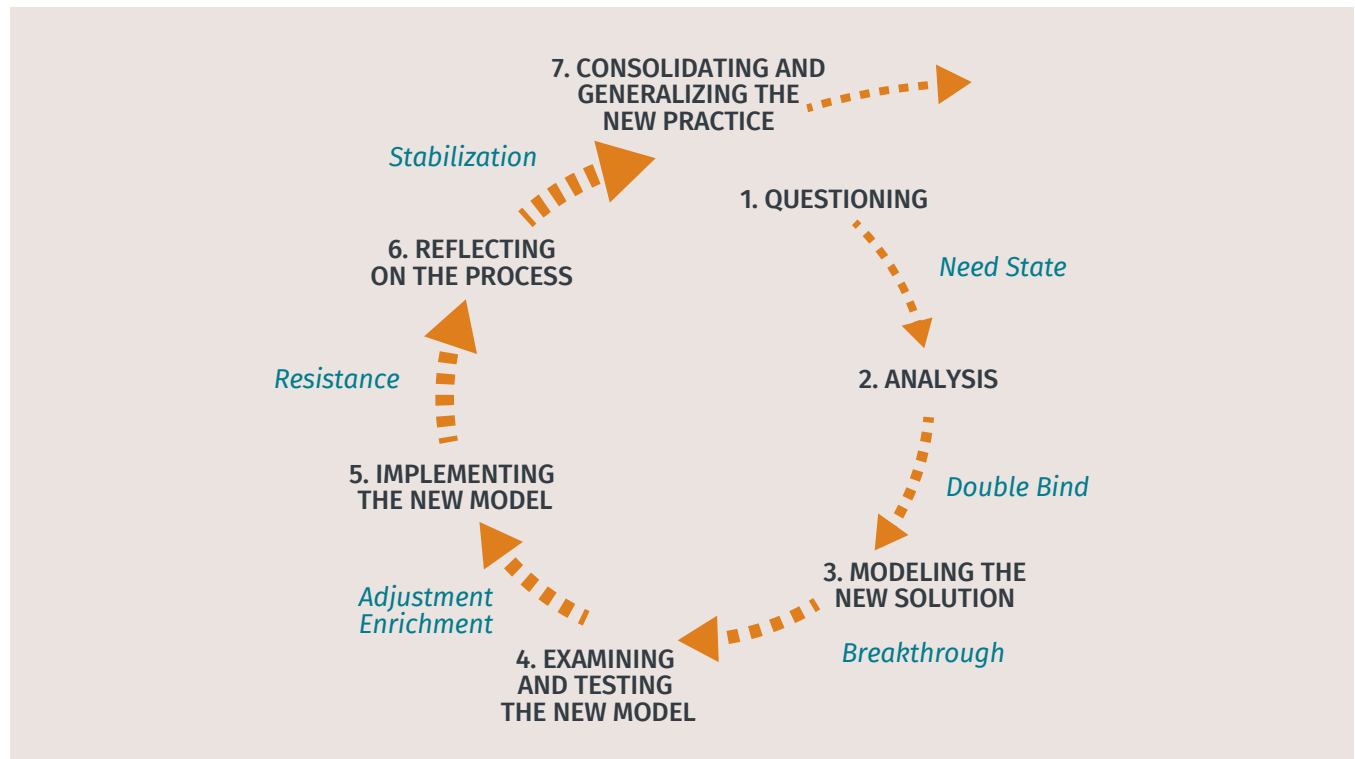 7. CONSOLIDATING AND
GENERALIZING THE
NEW PRACTICE
Stabilization
1. QUESTIONING
6. REFLECTING
ON THE PROCESS
Need State
Resistance
2. ANALYSIS
5. IMPLEMENTING
THE NEW MODEL
Double Bind
3. MODELING THE
NEW SOLUTION
Adjustment
Enrichment
Breakthrough
4. EXAMINING
AND TESTING
THE NEW MODEL